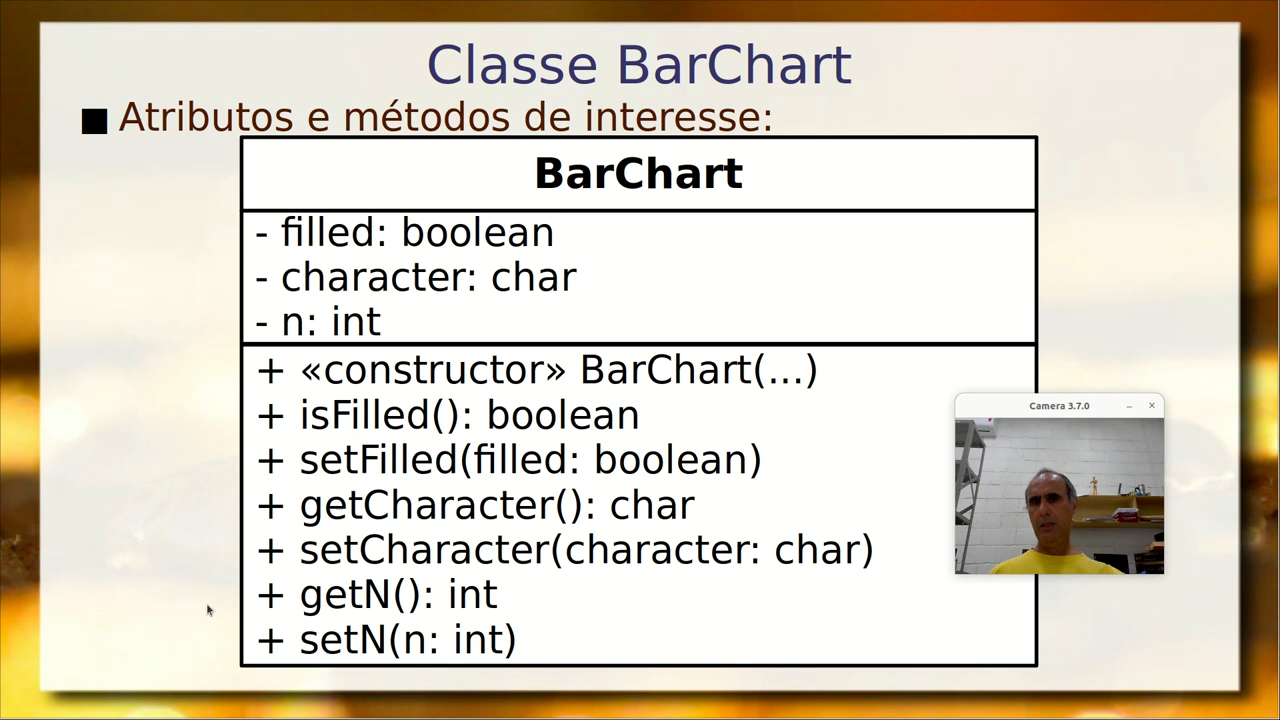 Classe BarChart
Atributos e métodos de interesse:
BarChart
- filled: boolean
- character: char
- n: int
+ «constructor» BarChart(...)
+ isFilled(): boolean
+ setFilled(filled: boolean)
+ getCharacter(): char
+ setCharacter(character: char)
+ getN(): int
+ setN(n: int)
Camera 3.7.0